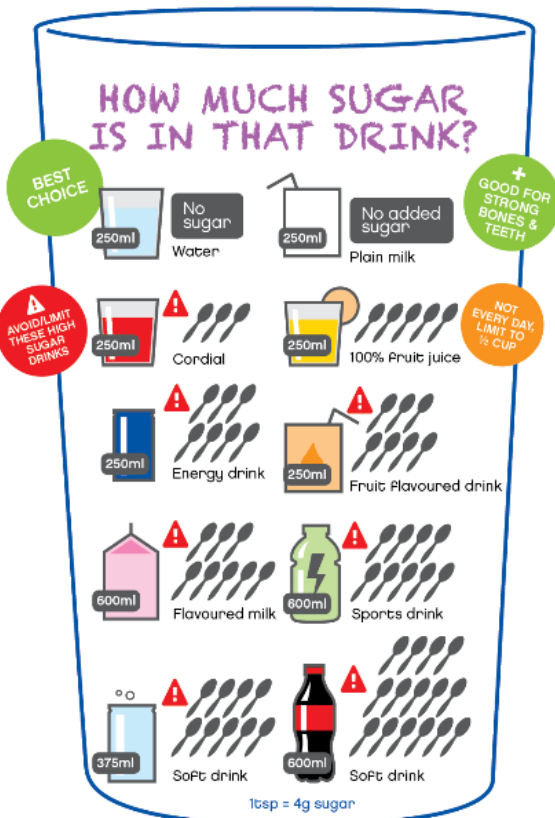 HOW MUCH SUGAR
IS IN THAT DRINK?
BEST
CHOICE
250ml
No
sugar
Water
250ml
No added
sugar
Plain milk
+
GOOD FOR
STRONG
BONES &
TEETH
!
AVOID/LIMIT
THESE HIGH
SUGAR
DRINKS
250ml
!
Cordial
250ml
100% fruit juice
NOT
EVERY DAY,
LIMIT TO
½ CUP
250ml
!
Energy drink
250ml
!
Fruit flavoured drink
600ml
!
Flavoured milk
600ml
!
Sports drink
375ml
!
Soft drink
600ml
!
Soft drink
1tsp = 4g sugar